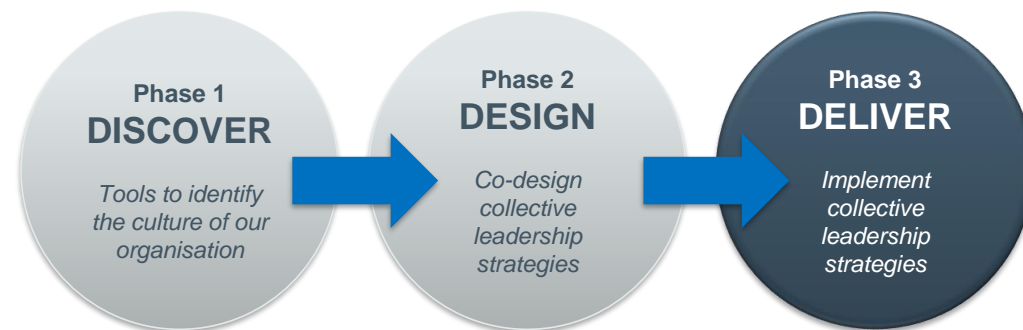 Phase 1
DISCOVER
Tools to identify
the culture of our
organisation
Phase 2
DESIGN
Co-design
collective
leadership
strategies
Phase 3
DELIVER
Implement
collective
leadership
strategies